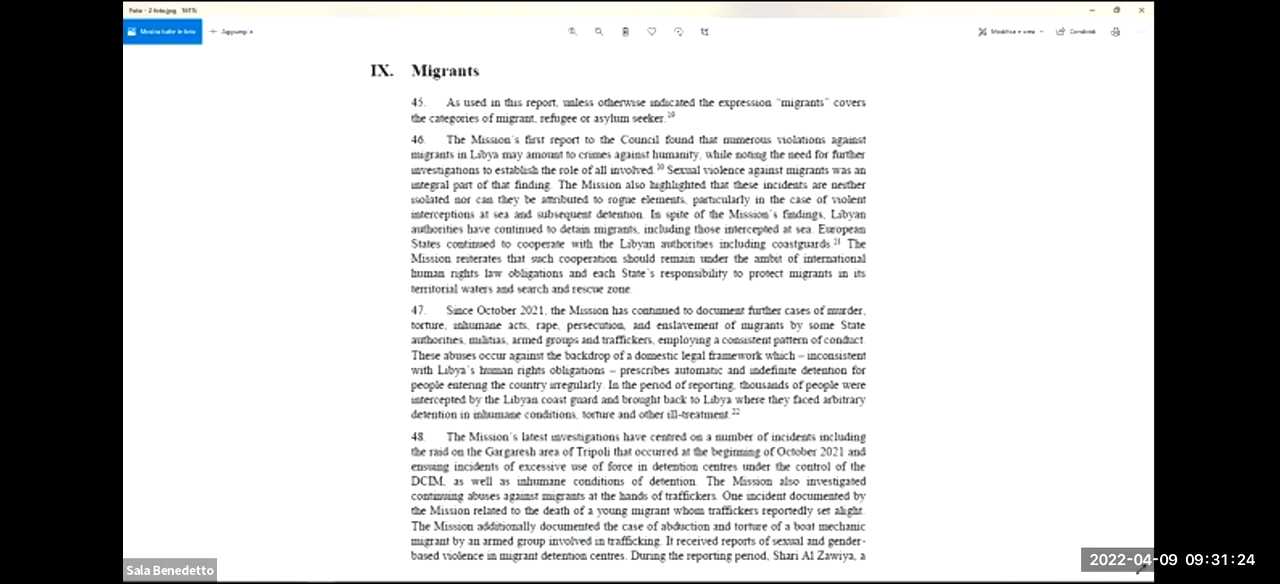 Foto - 2 foto.jpg 161%
Mostra tutte le foto
Aggiungi a
Modifica e crea
Condividi
IX. Migrants
45. As used in this report, unless otherwise indicated the expression "migrants" covers
the categories of migrant, refugee or asylum seeker.19
46. The Mission's first report to the Council found that numerous violations against
migrants in Libya may amount to crimes against humanity, while noting the need for further
investigations to establish the role of all involved.20 Sexual violence against migrants was an
integral part of that finding. The Mission also highlighted that these incidents are neither
isolated nor can they be attributed to rogue elements, particularly in the case of violent
interceptions at sea and subsequent detention. In spite of the Mission's findings, Libyan
authorities have continued to detain migrants, including those intercepted at sea. European
States continued to cooperate with the Libyan authorities including coastguards.21 The
Mission reiterates that such cooperation should remain under the ambit of international
human rights law obligations and each State's responsibility to protect migrants in its
territorial waters and search and rescue zone.
47. Since October 2021, the Mission has continued to document further cases of murder,
torture, inhumane acts, rape, persecution, and enslavement of migrants by some State
authorities, militias, armed groups and traffickers, employing a consistent pattern of conduct.
These abuses occur against the backdrop of a domestic legal framework which – inconsistent
with Libya's human rights obligations – prescribes automatic and indefinite detention for
people entering the country irregularly. In the period of reporting, thousands of people were
intercepted by the Libyan coast guard and brought back to Libya where they faced arbitrary
detention in inhumane conditions, torture and other ill-treatment.22
48. The Mission's latest investigations have centred on a number of incidents including
the raid on the Gargaresh area of Tripoli that occurred at the beginning of October 2021 and
ensuing incidents of excessive use of force in detention centres under the control of the
DCIM, as well as inhumane conditions of detention. The Mission also investigated
continuing abuses against migrants at the hands of traffickers. One incident documented by
the Mission related to the death of a young migrant whom traffickers reportedly set alight.
The Mission additionally documented the case of abduction and torture of a boat mechanic
migrant by an armed group involved in trafficking. It received reports of sexual and gender-
based violence in migrant detention centres. During the reporting period, Shari Al Zawiya, a
Sala Benedetto
2022-04-09 09:31:24